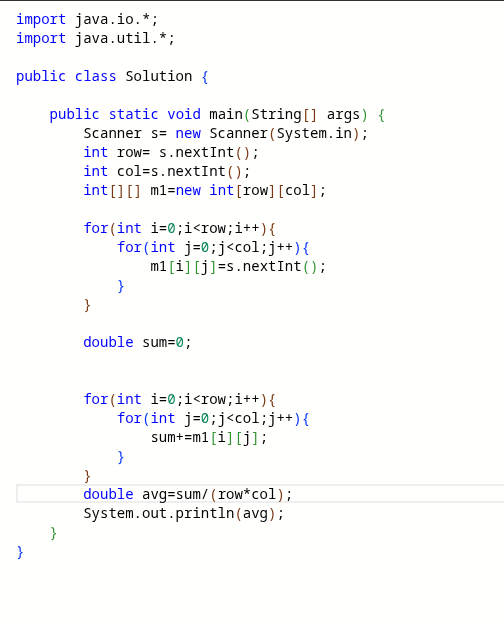 import java.io.*;
import java.util.*;
public class Solution {
public static void main(String[] args) {
Scanner s= new Scanner(System.in);
int row= s.nextInt();
int col=s.nextInt();
int[][] m1=new int[row][col];
for(int i=0;i<row;i++){
for(int j=0;j<col;j++){
m1[i][j]=s.nextInt();
}
}
double sum=0;
for(int i=0;i<row;i++){
for(int j=0;j<col;j++){
sum+=m1[i][j];
}
}
double avg=sum/(row*col);
System.out.println(avg);
}
}